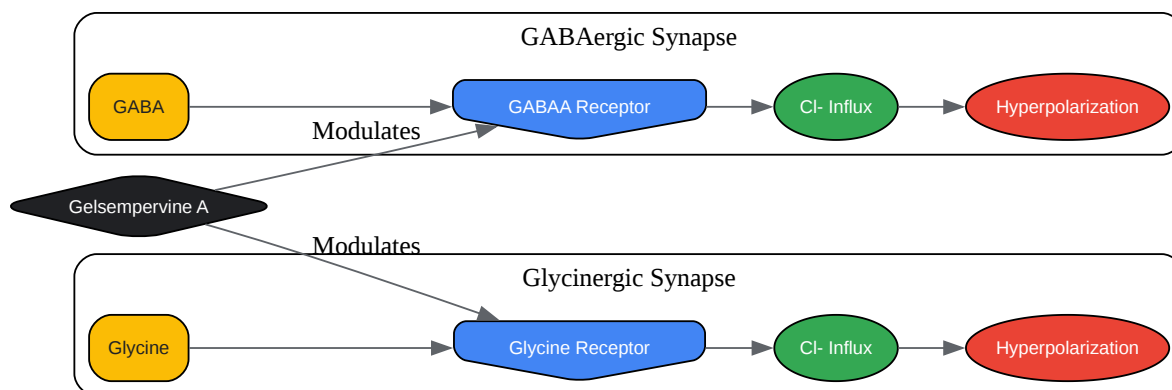 GABAergic Synapse
GABA
GABAA Receptor
Cl- Influx
Hyperpolarization
Modulates
Gelsempervine A
Modulates
Glycinergic Synapse
Glycine
Glycine Receptor
Cl- Influx
Hyperpolarization